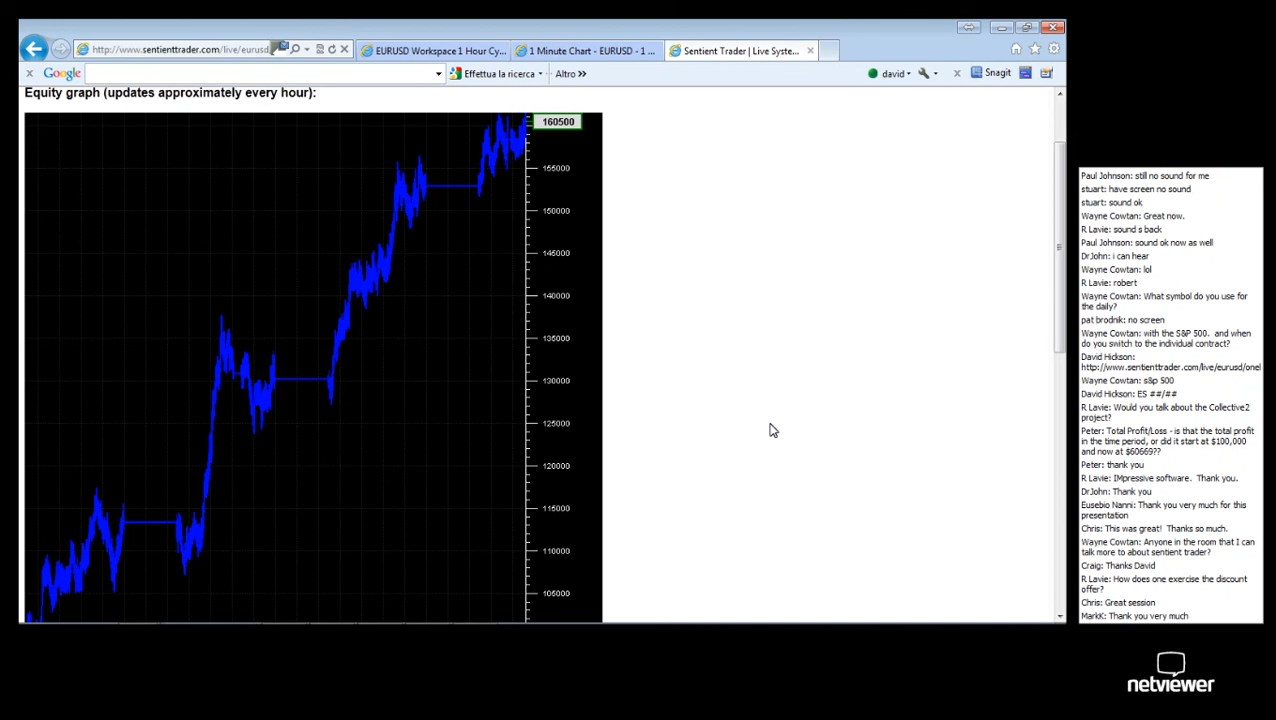 http://www.sentienttrader.com/live/eurusd
EURUSD Workspace 1 Hour Cy...
1 Minute Chart - EURUSD - 1 ...
Sentient Trader | Live Syste...
x Google
Effettua la ricerca
Altro »
david
x
Snagit
Equity graph (updates approximately every hour):
160500
155000
150000
145000
140000
135000
130000
125000
120000
115000
110000
105000
Paul Johnson: still no sound for me
stuart: have screen no sound
stuart: sound ok
Wayne Cowtan: Great now.
R Lavie: sound s back
Paul Johnson: sound ok now as well
DrJohn: i can hear
Wayne Cowtan: lol
R Lavie: robert
Wayne Cowtan: What symbol do you use for
the daily?
pat brodnik: no screen
Wayne Cowtan: with the S&P 500.  and when
do you switch to the individual contract?
David Hickson:
http://www.sentienttrader.com/live/eurusd/onel
Wayne Cowtan: s&p 500
David Hickson: ES ##/##
R Lavie: Would you talk about the Collective2
project?
Peter: Total Profit/Loss - is that the total profit
in the time period, or did it start at $100,000
and now at $60669??
Peter: thank you
R Lavie: IMpressive software.  Thank you.
DrJohn: Thank you
Eusebio Nanni: Thank you very much for this
presentation
Chris: This was great!  Thanks so much.
Wayne Cowtan: Anyone in the room that I can
talk more to about sentient trader?
Craig: Thanks David
R Lavie: How does one exercise the discount
offer?
Chris: Great session
MarkK: Thank you very much
netviewer